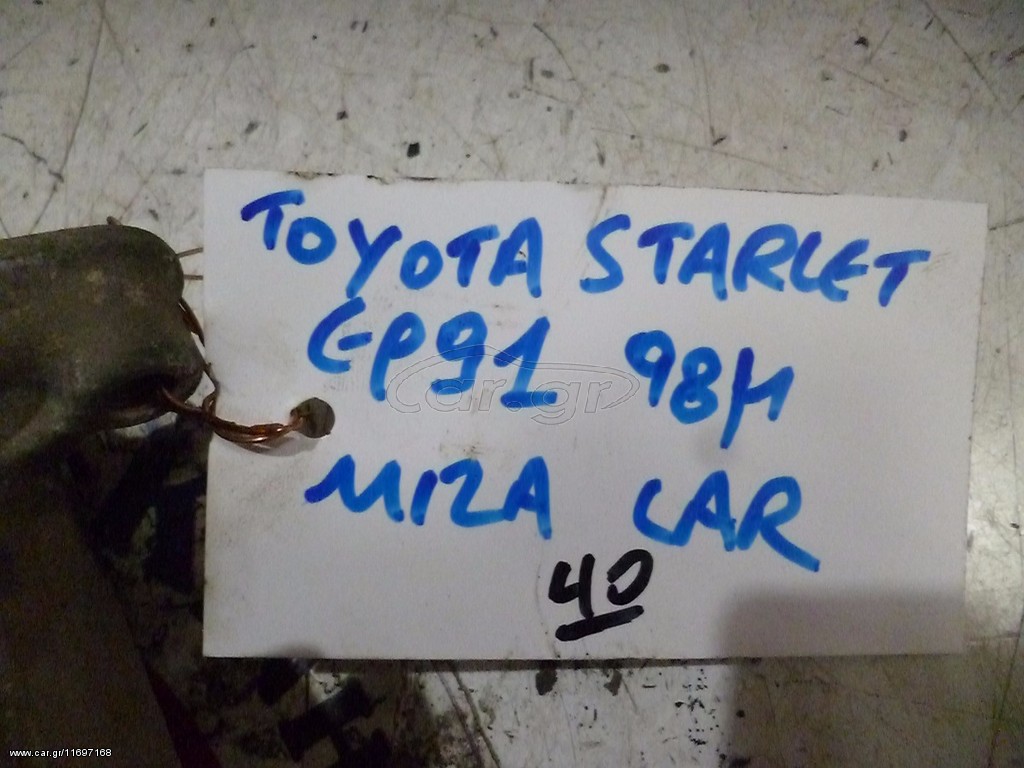 TOYOTA STARLET
EP91 98M
car.gr
MIZA CAR
40
www.car.gr/11697168